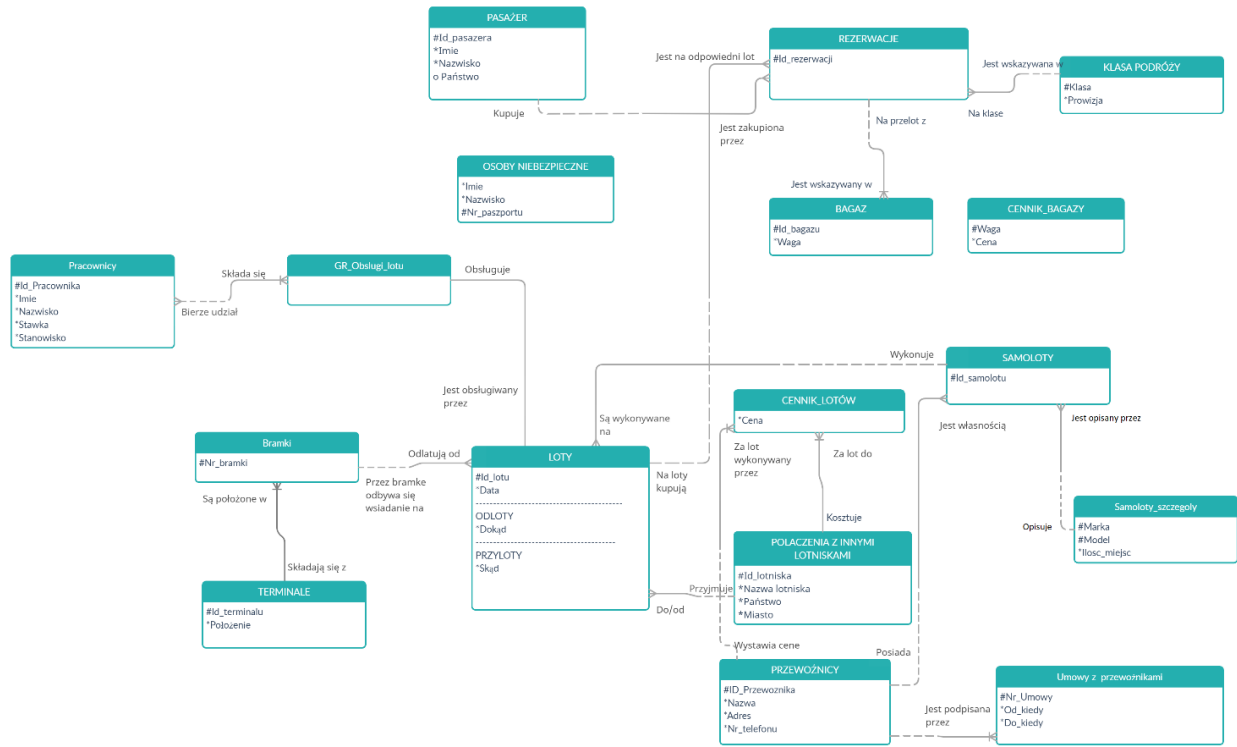 PASAŻER
#Id_pasazera
*Imie
*Nazwisko
o Państwo
REZERWACJE
#Id_rezerwacji
Jest na odpowiedni lot
Jest wskazywana w
KLASA PODRÓŻY
#Klasa
*Prowizja
Kupuje
Jest zakupiona
przez
Na przelot z
Na klase
OSOBY NIEBEZPIECZNE
*Imie
*Nazwisko
#Nr_paszportu
Jest wskazywany w
BAGAZ
#Id_bagazu
*Waga
CENNIK_BAGAZY
#Waga
*Cena
Pracownicy
#Id_Pracownika
*Imie
*Nazwisko
*Stawka
*Stanowisko
Składa się
Bierze udział
GR_Obslugi_lotu
Obsługuje
Jest obsługiwany
przez
Wykonuje
SAMOLOTY
#Id_samolotu
Są wykonywane
na
CENNIK_LOTÓW
*Cena
Jest własnością
Jest opisany przez
Bramki
#Nr_bramki
Odlatują od
Przez bramke
odbywa się
wsiadanie na
Są położone w
LOTY
#Id_lotu
*Data
ODLOTY
*Dokąd
PRZYLOTY
*Skąd
Na loty
kupują
Za lot
wykonywany
przez
Za lot do
Kosztuje
Opisuje
Samoloty_szczegoly
#Marka
#Model
*Ilosc_miejsc
Składają się z
TERMINALE
#Id_terminalu
*Położenie
POLACZENIA Z INNYMI
LOTNISKAMI
#Id_lotniska
*Nazwa lotniska
*Państwo
*Miasto
Przyjmuje
Do/od
Wystawia cene
Posiada
PRZEWOŹNICY
#ID_Przewoznika
*Nazwa
*Adres
*Nr_telefonu
Jest podpisana
przez
Umowy z przewoźnikami
#Nr_Umowy
*Od_kiedy
*Do_kiedy